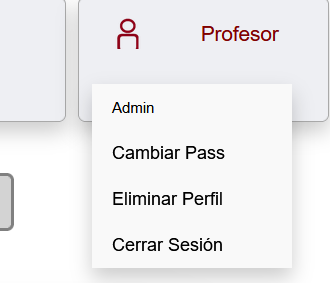 Profesor
Admin
Cambiar Pass
Eliminar Perfil
Cerrar Sesión